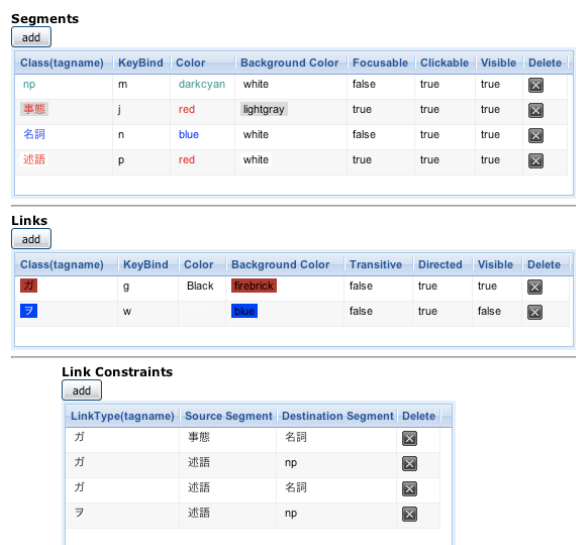 Segments
add
Class(tagname) KeyBind Color Background Color Focusable Clickable Visible Delete
np m darkcyan white false true true
事態 j red lightgray true true true
名詞 n blue white true true true
述語 p red white true true true
Links
add
Class(tagname) KeyBind Color Background Color Transitive Directed Visible Delete
ガ g Black firebrick false true true
ヲ w blue false true false
Link Constraints
add
LinkType(tagname) Source Segment Destination Segment Delete
ガ 事態 名詞
ガ 述語 np
ガ 述語 名詞
ヲ 述語 np